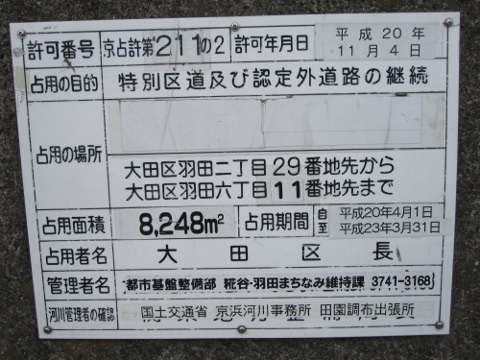 許可番号 京占許第211の2 許可年月日 平成20年
11月4日
占用の目的 特別区道及び認定外道路の継続
占用の場所
大田区羽田二丁目29番地先から
大田区羽田六丁目11番地先まで
占用面積 8,248m² 占用期間 自 平成20年4月1日
至 平成23年3月31日
占用者名 大田区長
管理者名 都市基盤整備部 糀谷・羽田まちなみ維持課 3741-3168
河川管理者の確認 国土交通省 京浜河川事務所 田園調布出張所